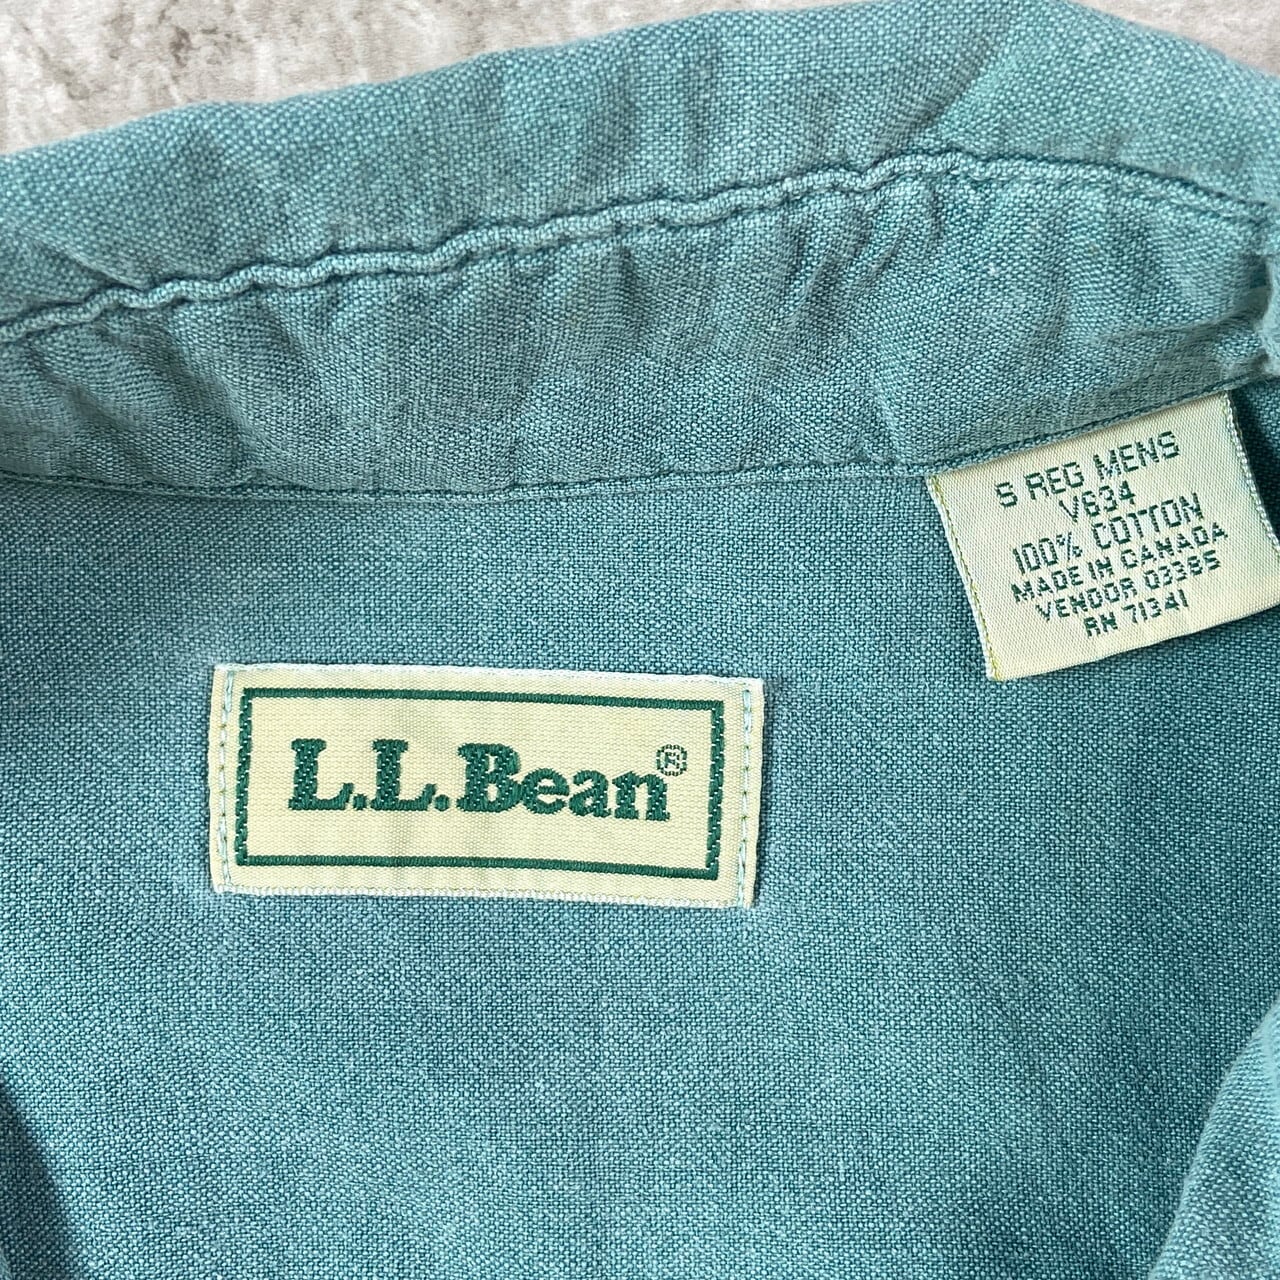 S REG MENS
V634
100% COTTON
MADE IN CANADA
VENDOR 03385
RN 71341
L.L.Bean®